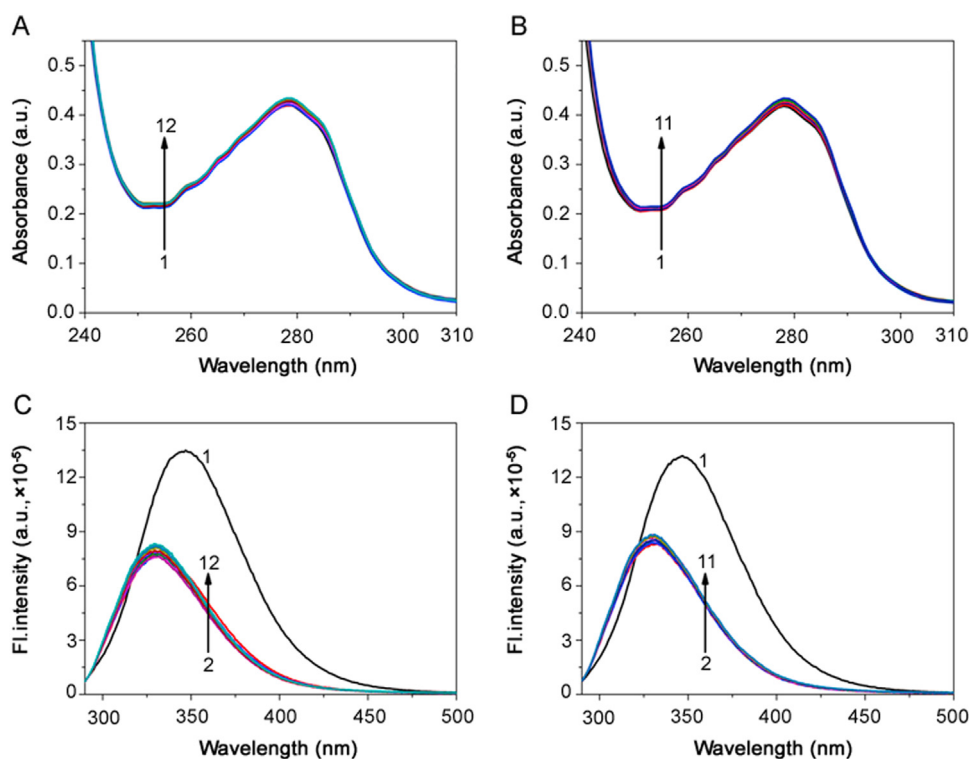 A
Absorbance (a.u.)
0.5
0.4
0.3
0.2
0.1
0.0
12
1
240 260 280 300 310
Wavelength (nm)
B
Absorbance (a.u.)
0.5
0.4
0.3
0.2
0.1
0.0
11
1
240 260 280 300 310
Wavelength (nm)
C
Fl.intensity (a.u., ×10⁻⁵)
15
12
9
6
3
0
1
12
2
300 350 400 450 500
Wavelength (nm)
D
Fl.intensity (a.u., ×10⁻⁵)
15
12
9
6
3
0
1
11
2
300 350 400 450 500
Wavelength (nm)